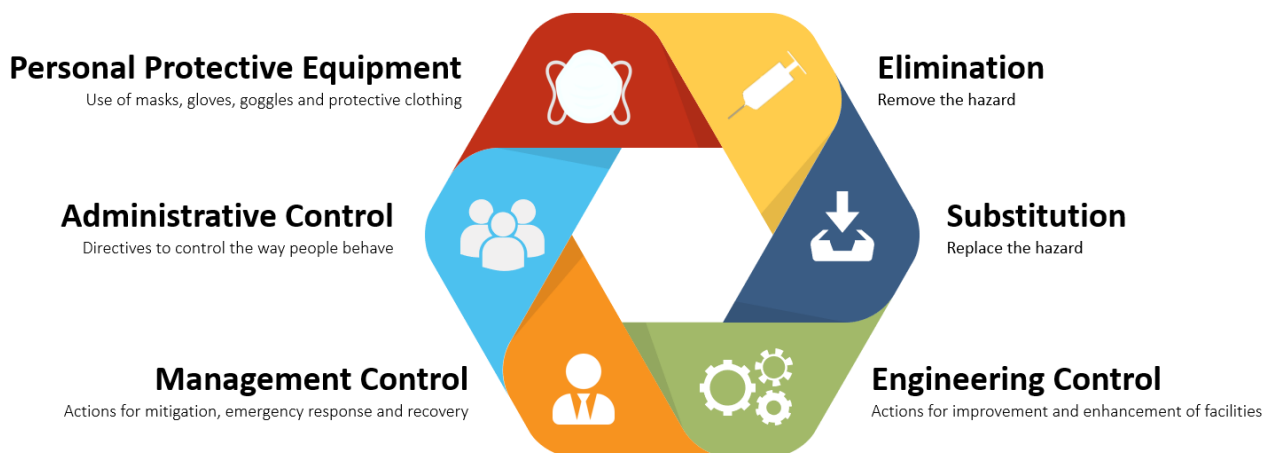 Personal Protective Equipment
Use of masks, gloves, goggles and protective clothing
Elimination
Remove the hazard
Administrative Control
Directives to control the way people behave
Substitution
Replace the hazard
Management Control
Actions for mitigation, emergency response and recovery
Engineering Control
Actions for improvement and enhancement of facilities